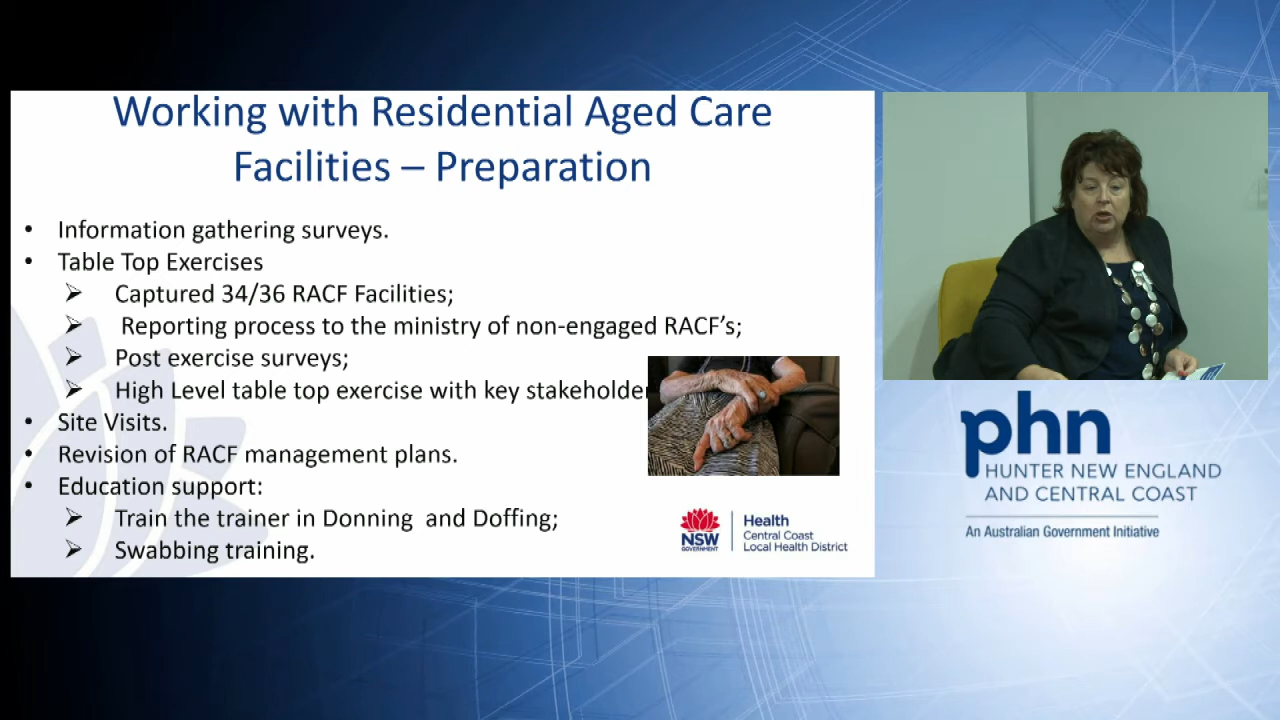 Working with Residential Aged Care
Facilities – Preparation
• Information gathering surveys.
• Table Top Exercises
➢ Captured 34/36 RACF Facilities;
➢ Reporting process to the ministry of non-engaged RACF's;
➢ Post exercise surveys;
➢ High Level table top exercise with key stakeholder
• Site Visits.
• Revision of RACF management plans.
• Education support:
➢ Train the trainer in Donning and Doffing;
➢ Swabbing training.
NSW
GOVERNMENT
Health
Central Coast
Local Health District
phn
HUNTER NEW ENGLAND
AND CENTRAL COAST
An Australian Government Initiative